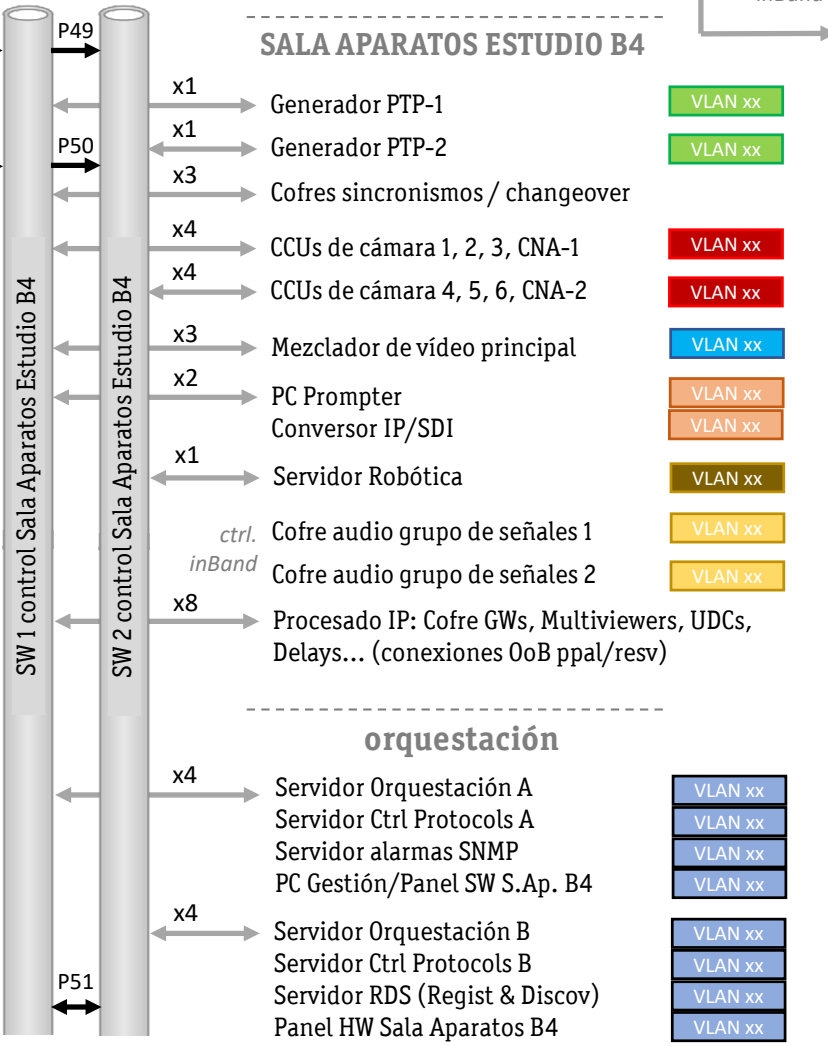 inBand
P49
SALA APARATOS ESTUDIO B4
x1
Generador PTP-1
VLAN xx
x1
Generador PTP-2
VLAN xx
P50
x3
Cofres sincronismos / changeover
x4
CCUs de cámara 1, 2, 3, CNA-1
VLAN xx
x4
CCUs de cámara 4, 5, 6, CNA-2
VLAN xx
SW 1 control Sala Aparatos Estudio B4
SW 2 control Sala Aparatos Estudio B4
x3
Mezclador de vídeo principal
VLAN xx
x2
PC Prompter
VLAN xx
Conversor IP/SDI
VLAN xx
x1
Servidor Robótica
VLAN xx
ctrl.
inBand
Cofre audio grupo de señales 1
VLAN xx
Cofre audio grupo de señales 2
VLAN xx
x8
Procesado IP: Cofre GWs, Multiviewers, UDCs,
Delays... (conexiones OoB ppal/resv)
orquestación
x4
Servidor Orquestación A
VLAN xx
Servidor Ctrl Protocols A
VLAN xx
Servidor alarmas SNMP
VLAN xx
PC Gestión/Panel SW S.Ap. B4
VLAN xx
x4
Servidor Orquestación B
VLAN xx
Servidor Ctrl Protocols B
VLAN xx
P51
Servidor RDS (Regist & Discov)
VLAN xx
Panel HW Sala Aparatos B4
VLAN xx